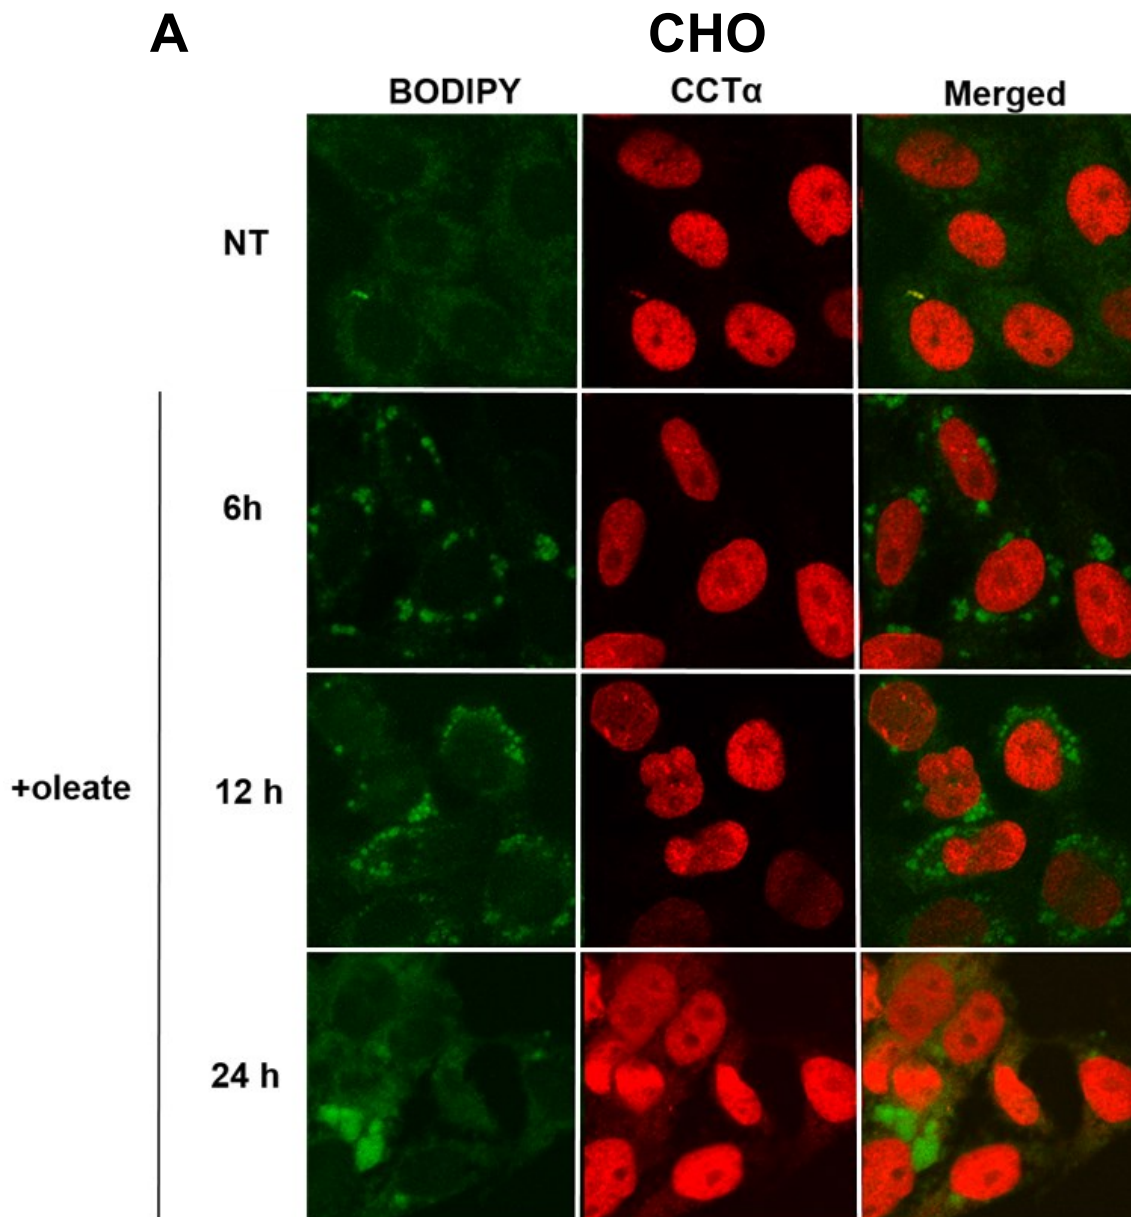 A
CHO
BODIPY CCTα Merged
NT
6h
+oleate
12 h
24 h